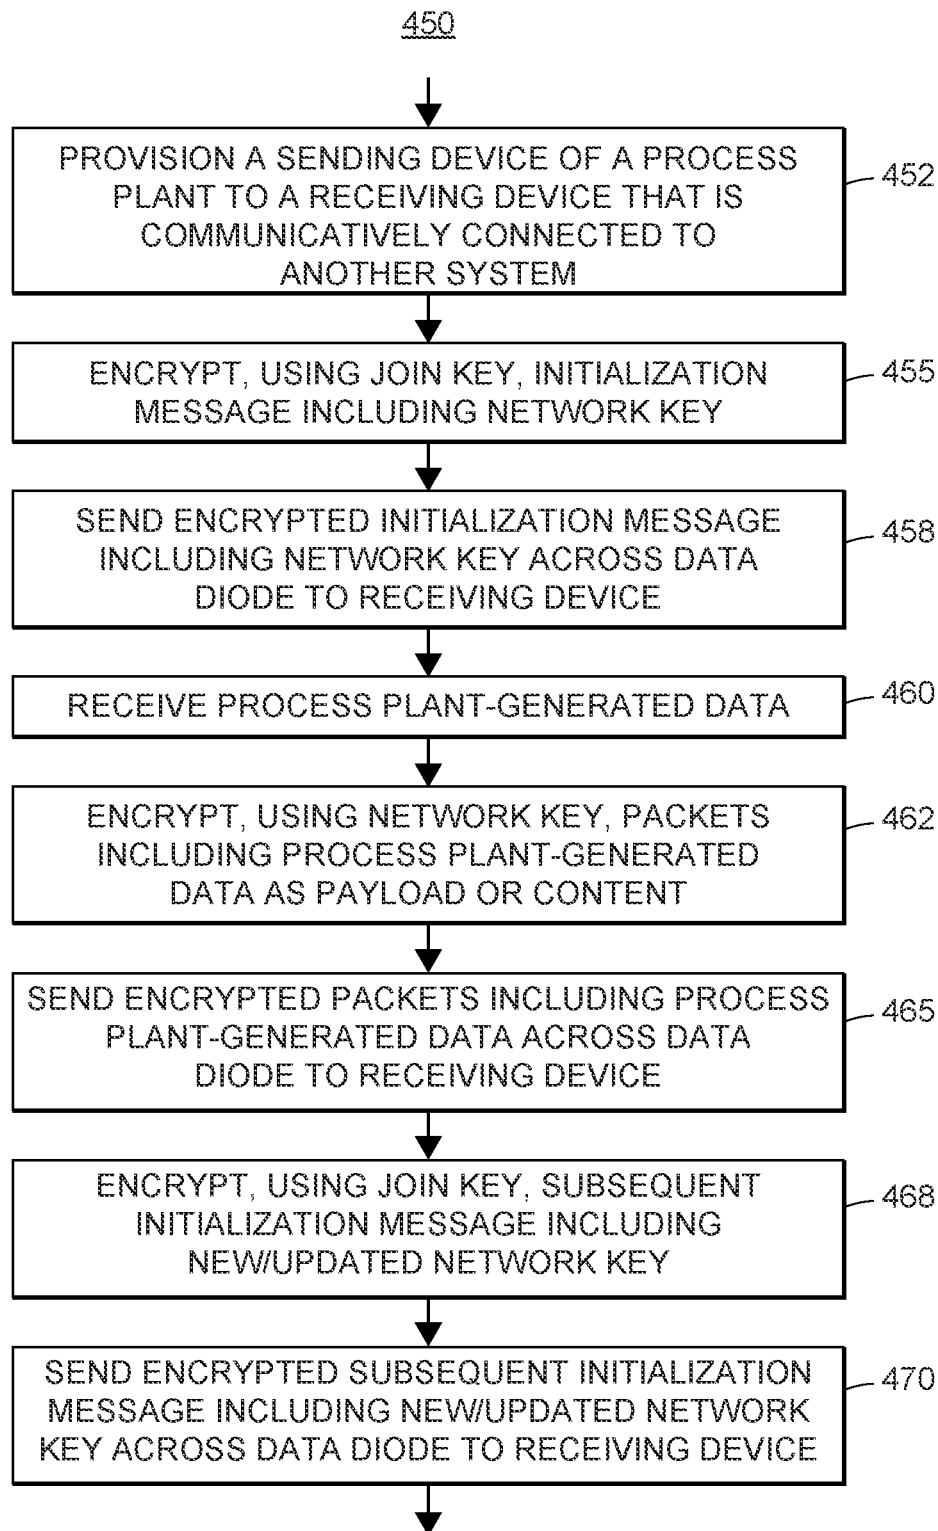 450
PROVISION A SENDING DEVICE OF A PROCESS
PLANT TO A RECEIVING DEVICE THAT IS
COMMUNICATIVELY CONNECTED TO
ANOTHER SYSTEM
452
ENCRYPT, USING JOIN KEY, INITIALIZATION
MESSAGE INCLUDING NETWORK KEY
455
SEND ENCRYPTED INITIALIZATION MESSAGE
INCLUDING NETWORK KEY ACROSS DATA
DIODE TO RECEIVING DEVICE
458
RECEIVE PROCESS PLANT-GENERATED DATA
460
ENCRYPT, USING NETWORK KEY, PACKETS
INCLUDING PROCESS PLANT-GENERATED
DATA AS PAYLOAD OR CONTENT
462
SEND ENCRYPTED PACKETS INCLUDING PROCESS
PLANT-GENERATED DATA ACROSS DATA
DIODE TO RECEIVING DEVICE
465
ENCRYPT, USING JOIN KEY, SUBSEQUENT
INITIALIZATION MESSAGE INCLUDING
NEW/UPDATED NETWORK KEY
468
SEND ENCRYPTED SUBSEQUENT INITIALIZATION
MESSAGE INCLUDING NEW/UPDATED NETWORK
KEY ACROSS DATA DIODE TO RECEIVING DEVICE
470